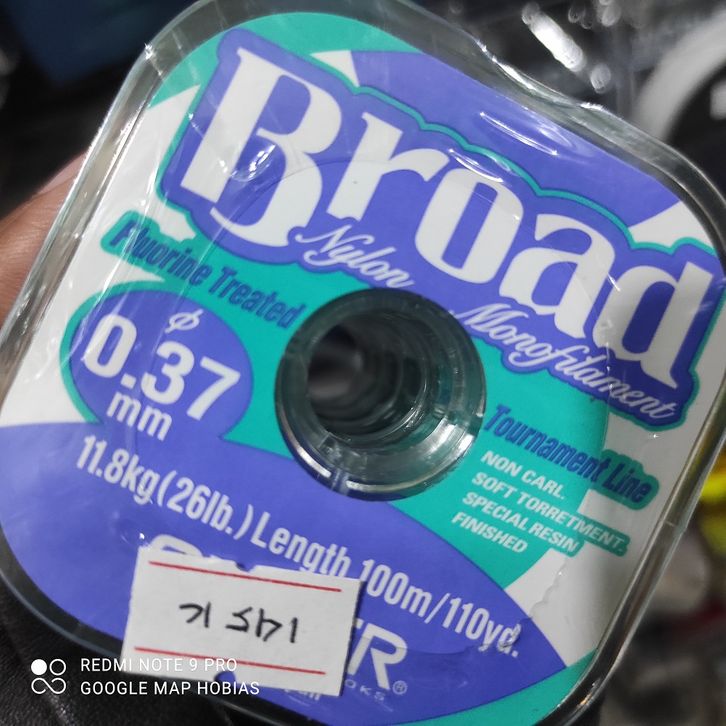 Broad
Nylon Monofilament
Fluorine Treated
φ
0.37
mm
Tournament Line
NON CARL.
SOFT TORRETMENT.
SPECIAL RESIN
FINISHED
11.8kg(26lb.) Length 100m/110yd.
145 K
REDMI NOTE 9 PRO
GOOGLE MAP HOBIAS